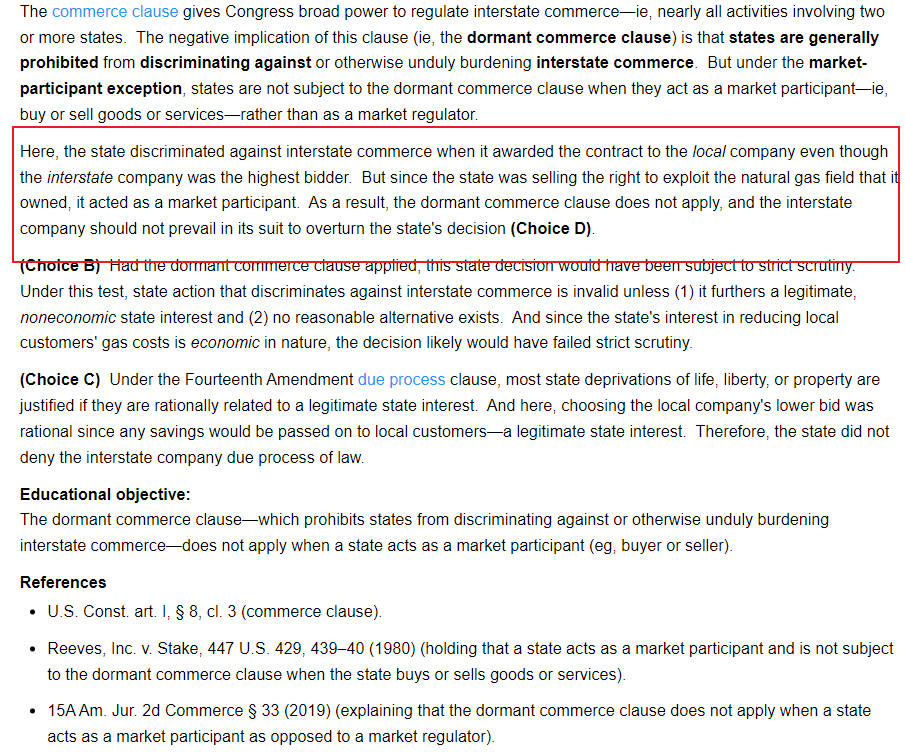 The commerce clause gives Congress broad power to regulate interstate commerce—ie, nearly all activities involving two
or more states. The negative implication of this clause (ie, the dormant commerce clause) is that states are generally
prohibited from discriminating against or otherwise unduly burdening interstate commerce. But under the market-
participant exception, states are not subject to the dormant commerce clause when they act as a market participant—ie,
buy or sell goods or services—rather than as a market regulator.
Here, the state discriminated against interstate commerce when it awarded the contract to the local company even though
the interstate company was the highest bidder. But since the state was selling the right to exploit the natural gas field that it
owned, it acted as a market participant. As a result, the dormant commerce clause does not apply, and the interstate
company should not prevail in its suit to overturn the state's decision (Choice D).
(Choice B) Had the dormant commerce clause applied, this state decision would have been subject to strict scrutiny.
Under this test, state action that discriminates against interstate commerce is invalid unless (1) it furthers a legitimate,
noneconomic state interest and (2) no reasonable alternative exists. And since the state's interest in reducing local
customers' gas costs is economic in nature, the decision likely would have failed strict scrutiny.
(Choice C) Under the Fourteenth Amendment due process clause, most state deprivations of life, liberty, or property are
justified if they are rationally related to a legitimate state interest. And here, choosing the local company's lower bid was
rational since any savings would be passed on to local customers—a legitimate state interest. Therefore, the state did not
deny the interstate company due process of law.
Educational objective:
The dormant commerce clause—which prohibits states from discriminating against or otherwise unduly burdening
interstate commerce—does not apply when a state acts as a market participant (eg, buyer or seller).
References
• U.S. Const. art. I, § 8, cl. 3 (commerce clause).
• Reeves, Inc. v. Stake, 447 U.S. 429, 439–40 (1980) (holding that a state acts as a market participant and is not subject
to the dormant commerce clause when the state buys or sells goods or services).
• 15A Am. Jur. 2d Commerce § 33 (2019) (explaining that the dormant commerce clause does not apply when a state
acts as a market participant as opposed to a market regulator).